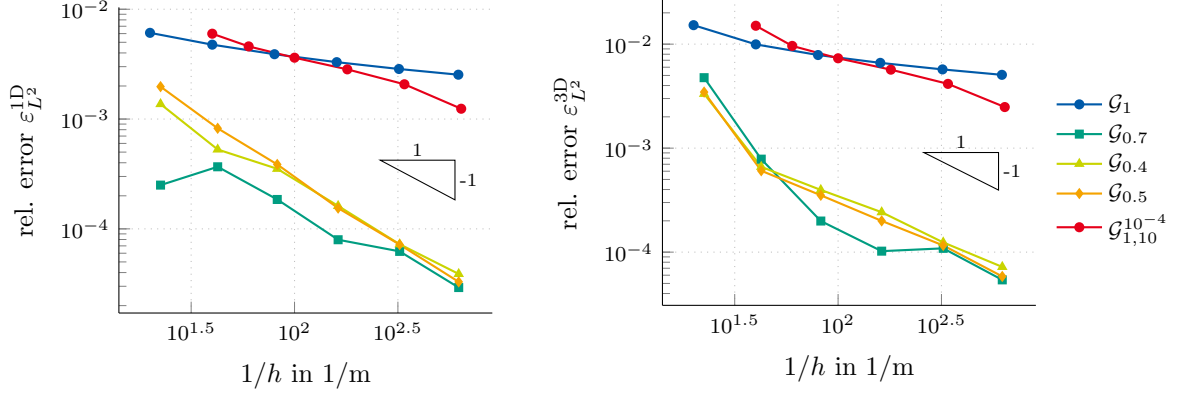 10^{-2}
10^{-3}
10^{-4}
rel. error ε_{L^2}^{1D}
1
-1
10^{1.5} 10^{2} 10^{2.5}
1/h in 1/m
10^{-2}
10^{-3}
10^{-4}
rel. error ε_{L^2}^{3D}
1
-1
10^{1.5} 10^{2} 10^{2.5}
1/h in 1/m
𝒢_1
𝒢_{0.7}
𝒢_{0.4}
𝒢_{0.5}
𝒢_{1,10}^{10^{-4}}